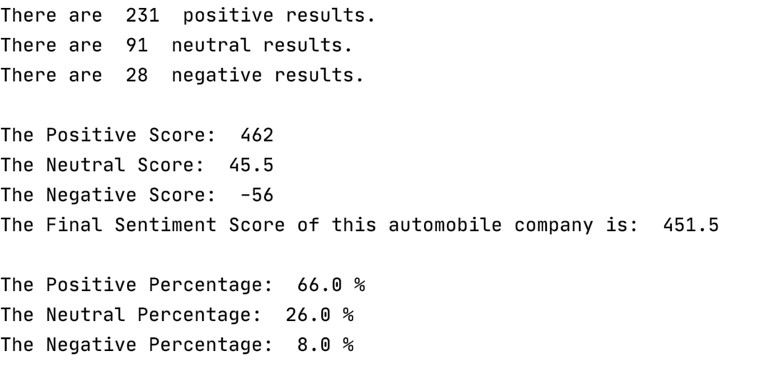 There are  231  positive results.
There are  91  neutral results.
There are  28  negative results.
The Positive Score:  462
The Neutral Score:  45.5
The Negative Score:  -56
The Final Sentiment Score of this automobile company is:  451.5
The Positive Percentage:  66.0 %
The Neutral Percentage:  26.0 %
The Negative Percentage:  8.0 %